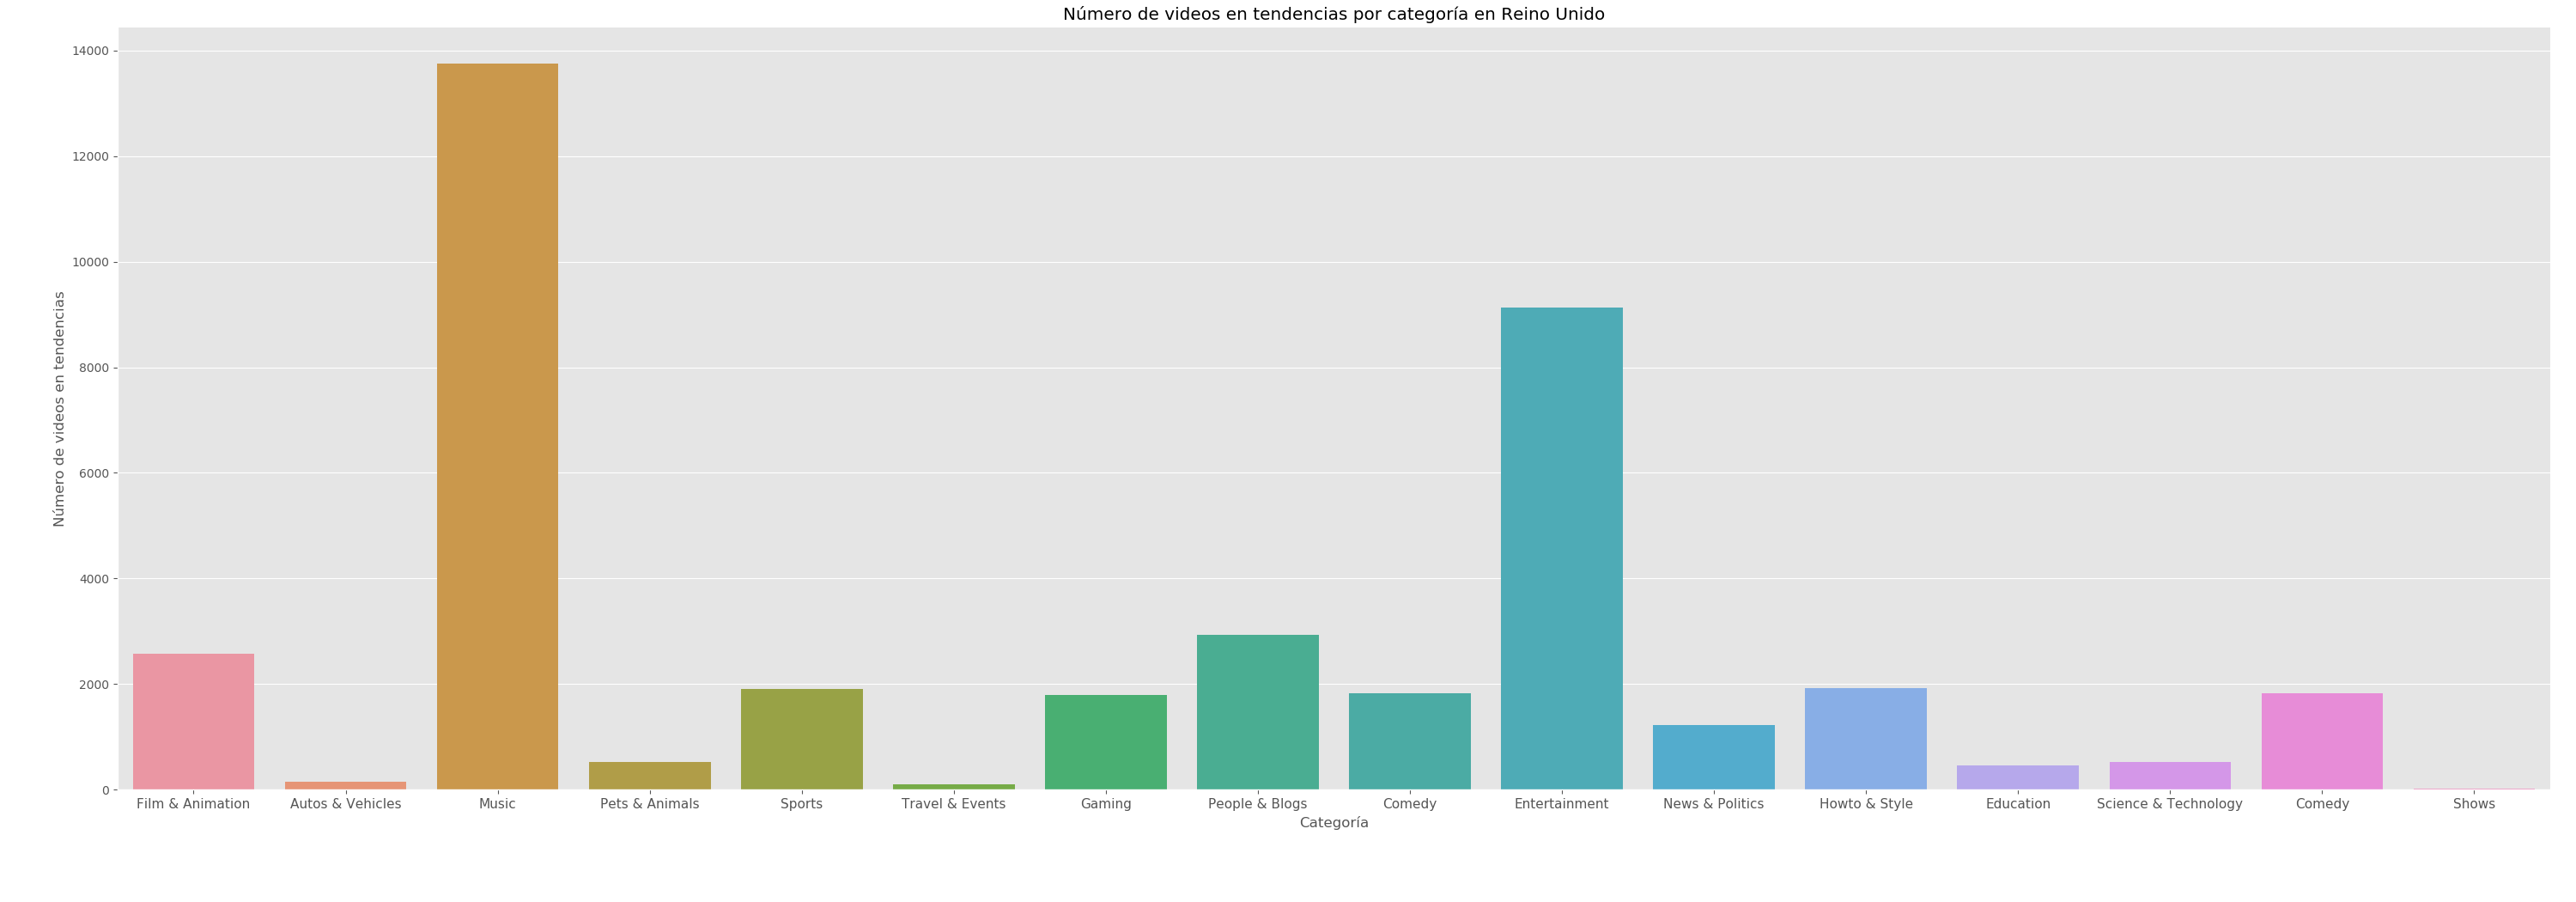 Número de videos en tendencias por categoría en Reino Unido
14000
12000
10000
8000
6000
4000
2000
0
Número de videos en tendencias
Film & Animation Autos & Vehicles Music Pets & Animals Sports Travel & Events Gaming People & Blogs Comedy Entertainment News & Politics Howto & Style Education Science & Technology Comedy Shows
Categoría